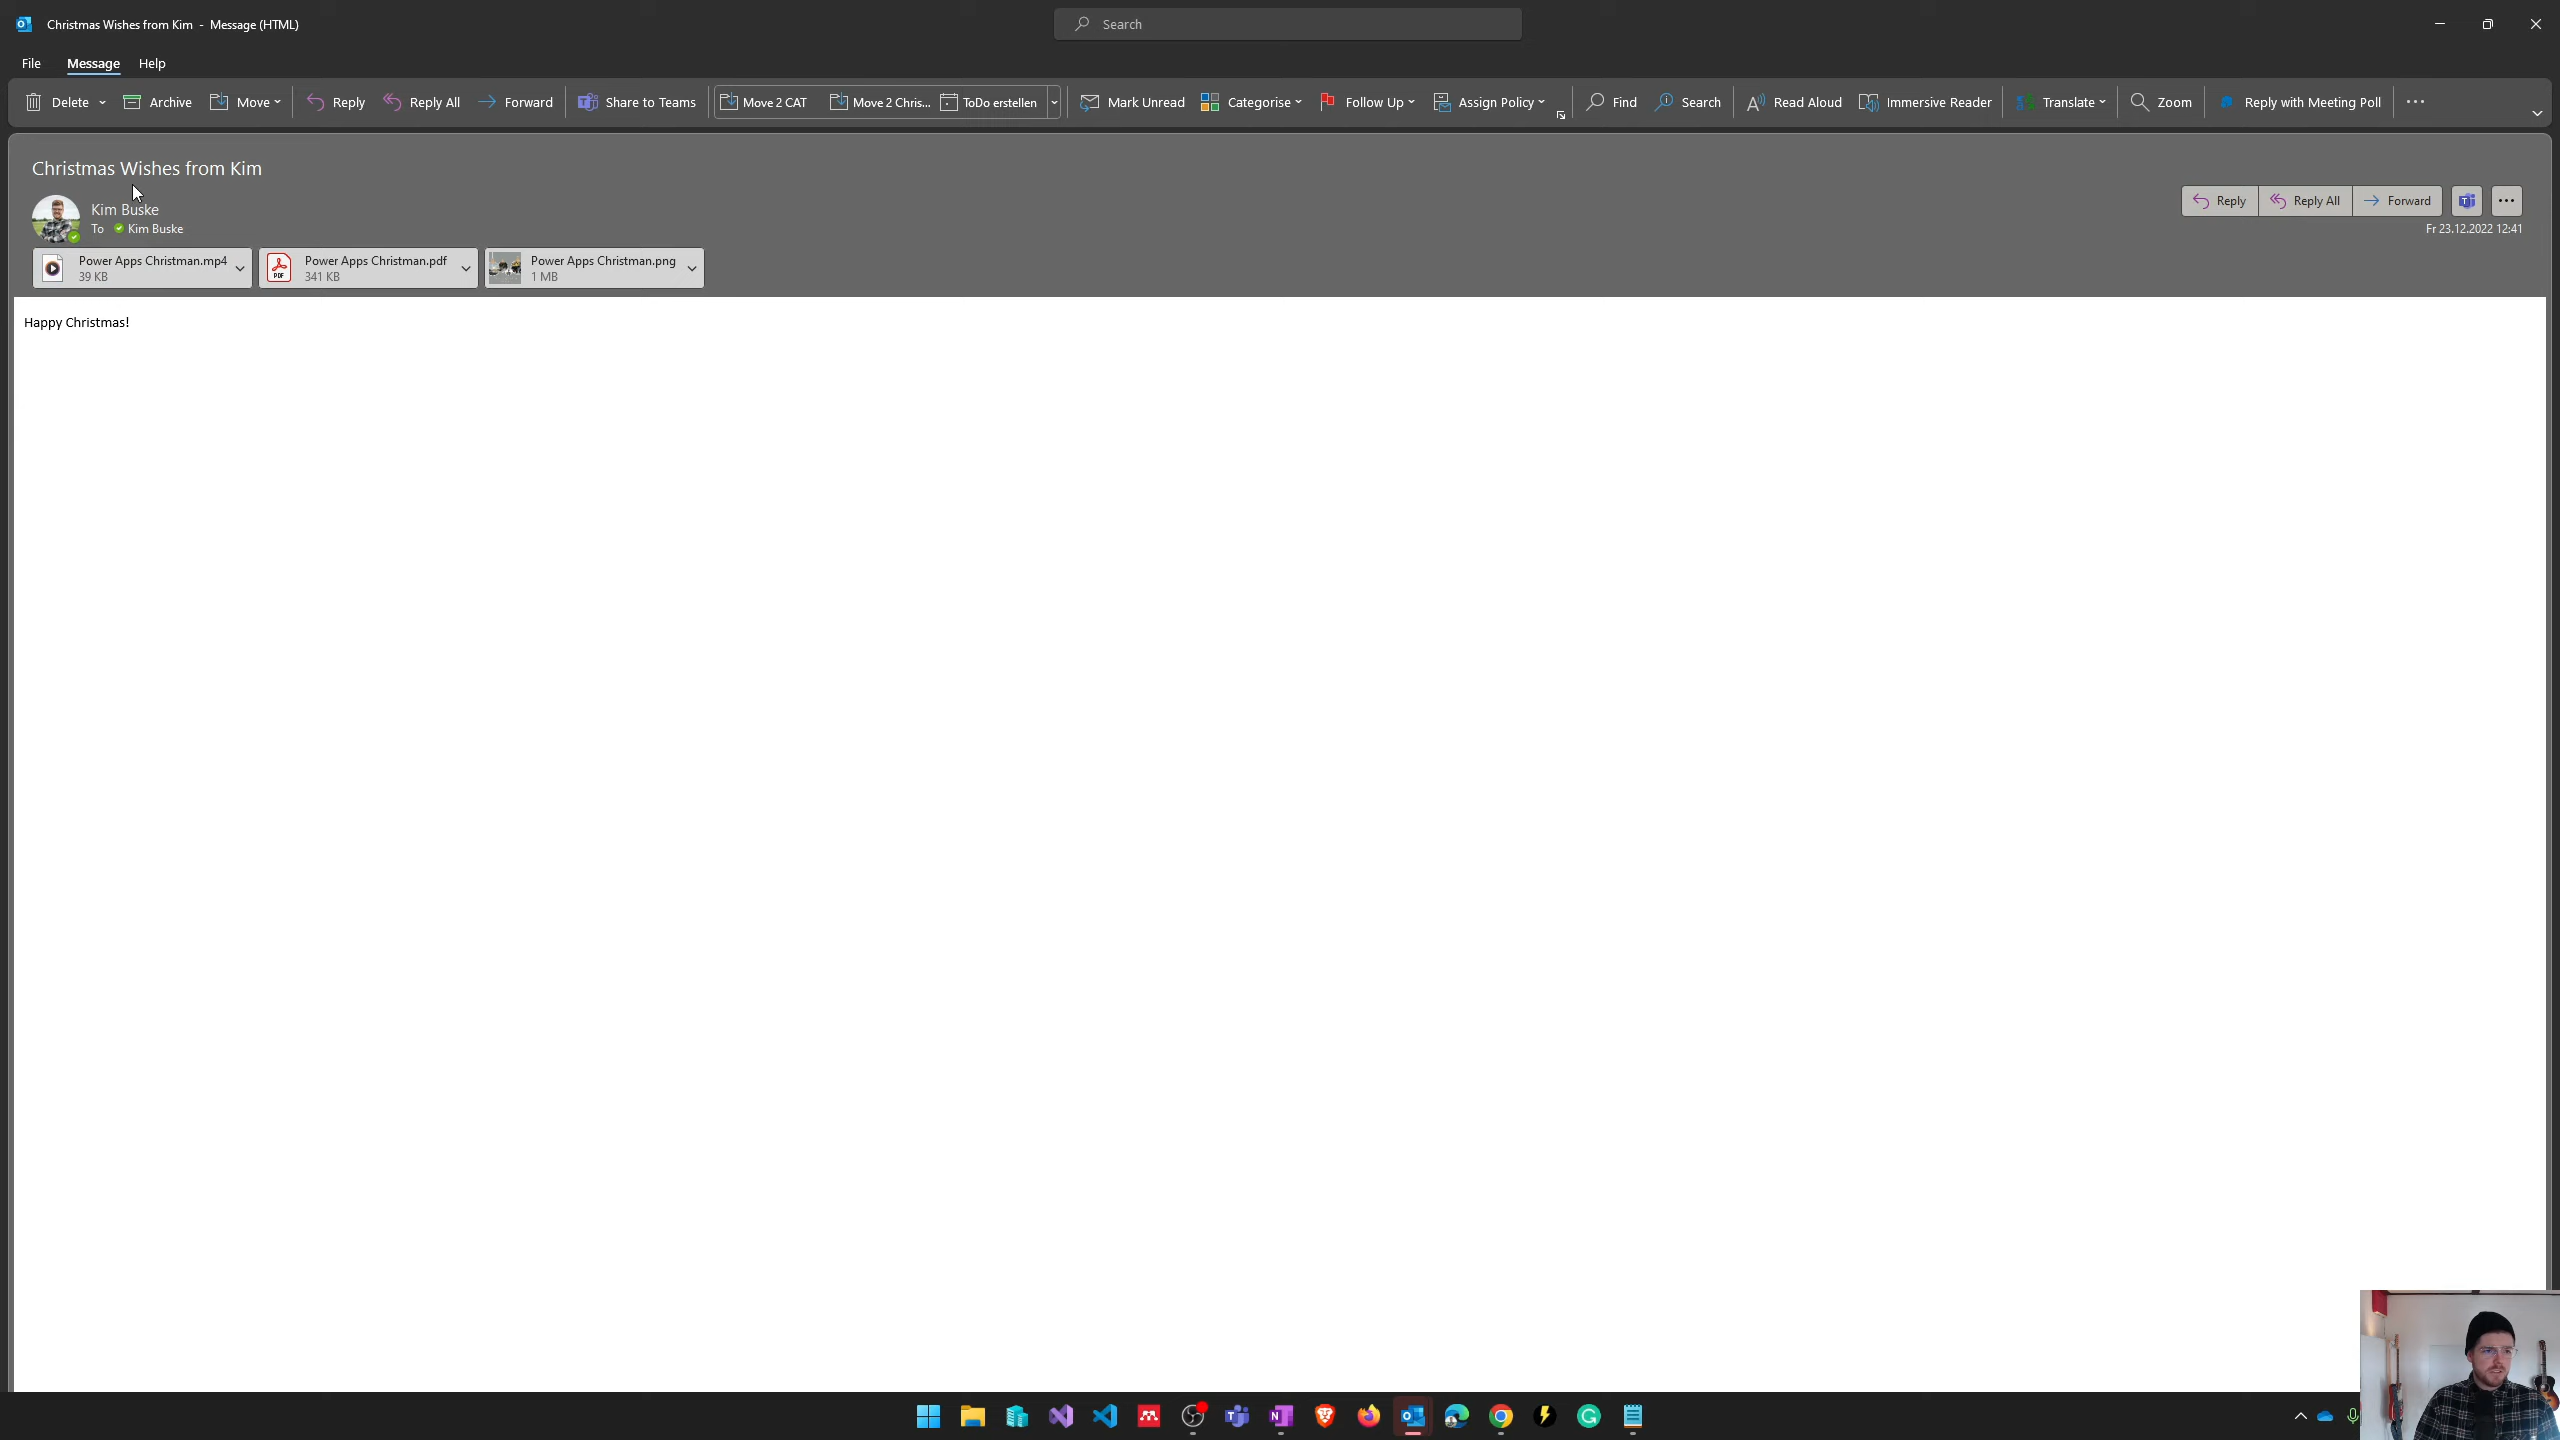 Christmas Wishes from Kim - Message (HTML)
Search
File Message Help
Delete Archive Move Reply Reply All Forward Share to Teams Move 2 CAT Move 2 Chris... ToDo erstellen Mark Unread Categorise Follow Up Assign Policy Find Search Read Aloud Immersive Reader Translate Zoom Reply with Meeting Poll
Christmas Wishes from Kim
Kim Buske
To Kim Buske
Reply Reply All Forward
Fr 23.12.2022 12:41
Power Apps Christman.mp4
39 KB
Power Apps Christman.pdf
341 KB
Power Apps Christman.png
1 MB
Happy Christmas!